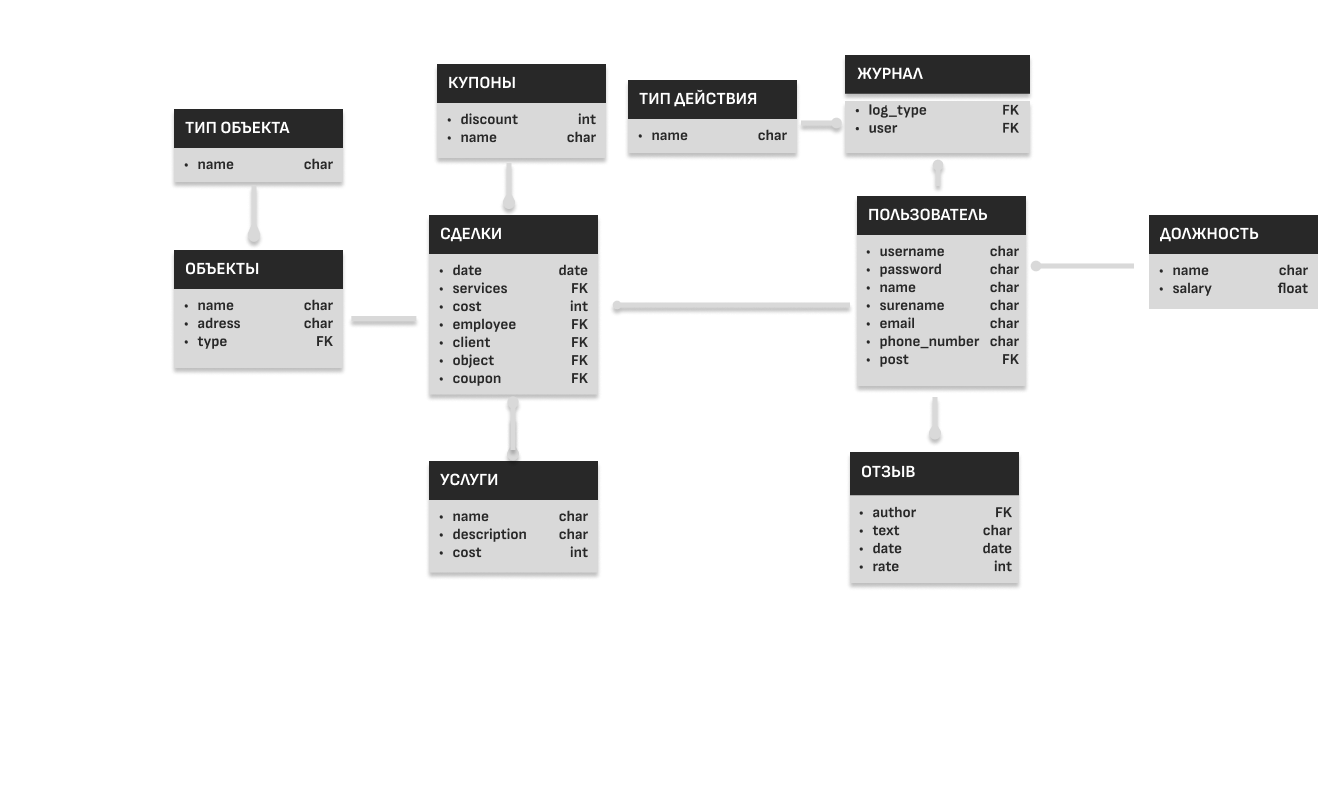 ТИП ОБЪЕКТА
• name char
ОБЪЕКТЫ
• name char
• adress char
• type FK
КУПОНЫ
• discount int
• name char
СДЕЛКИ
• date date
• services FK
• cost int
• employee FK
• client FK
• object FK
• coupon FK
УСЛУГИ
• name char
• description char
• cost int
ТИП ДЕЙСТВИЯ
• name char
ЖУРНАЛ
• log_type FK
• user FK
ПОЛЬЗОВАТЕЛЬ
• username char
• password char
• name char
• surename char
• email char
• phone_number char
• post FK
ОТЗЫВ
• author FK
• text char
• date date
• rate int
ДОЛЖНОСТЬ
• name char
• salary float